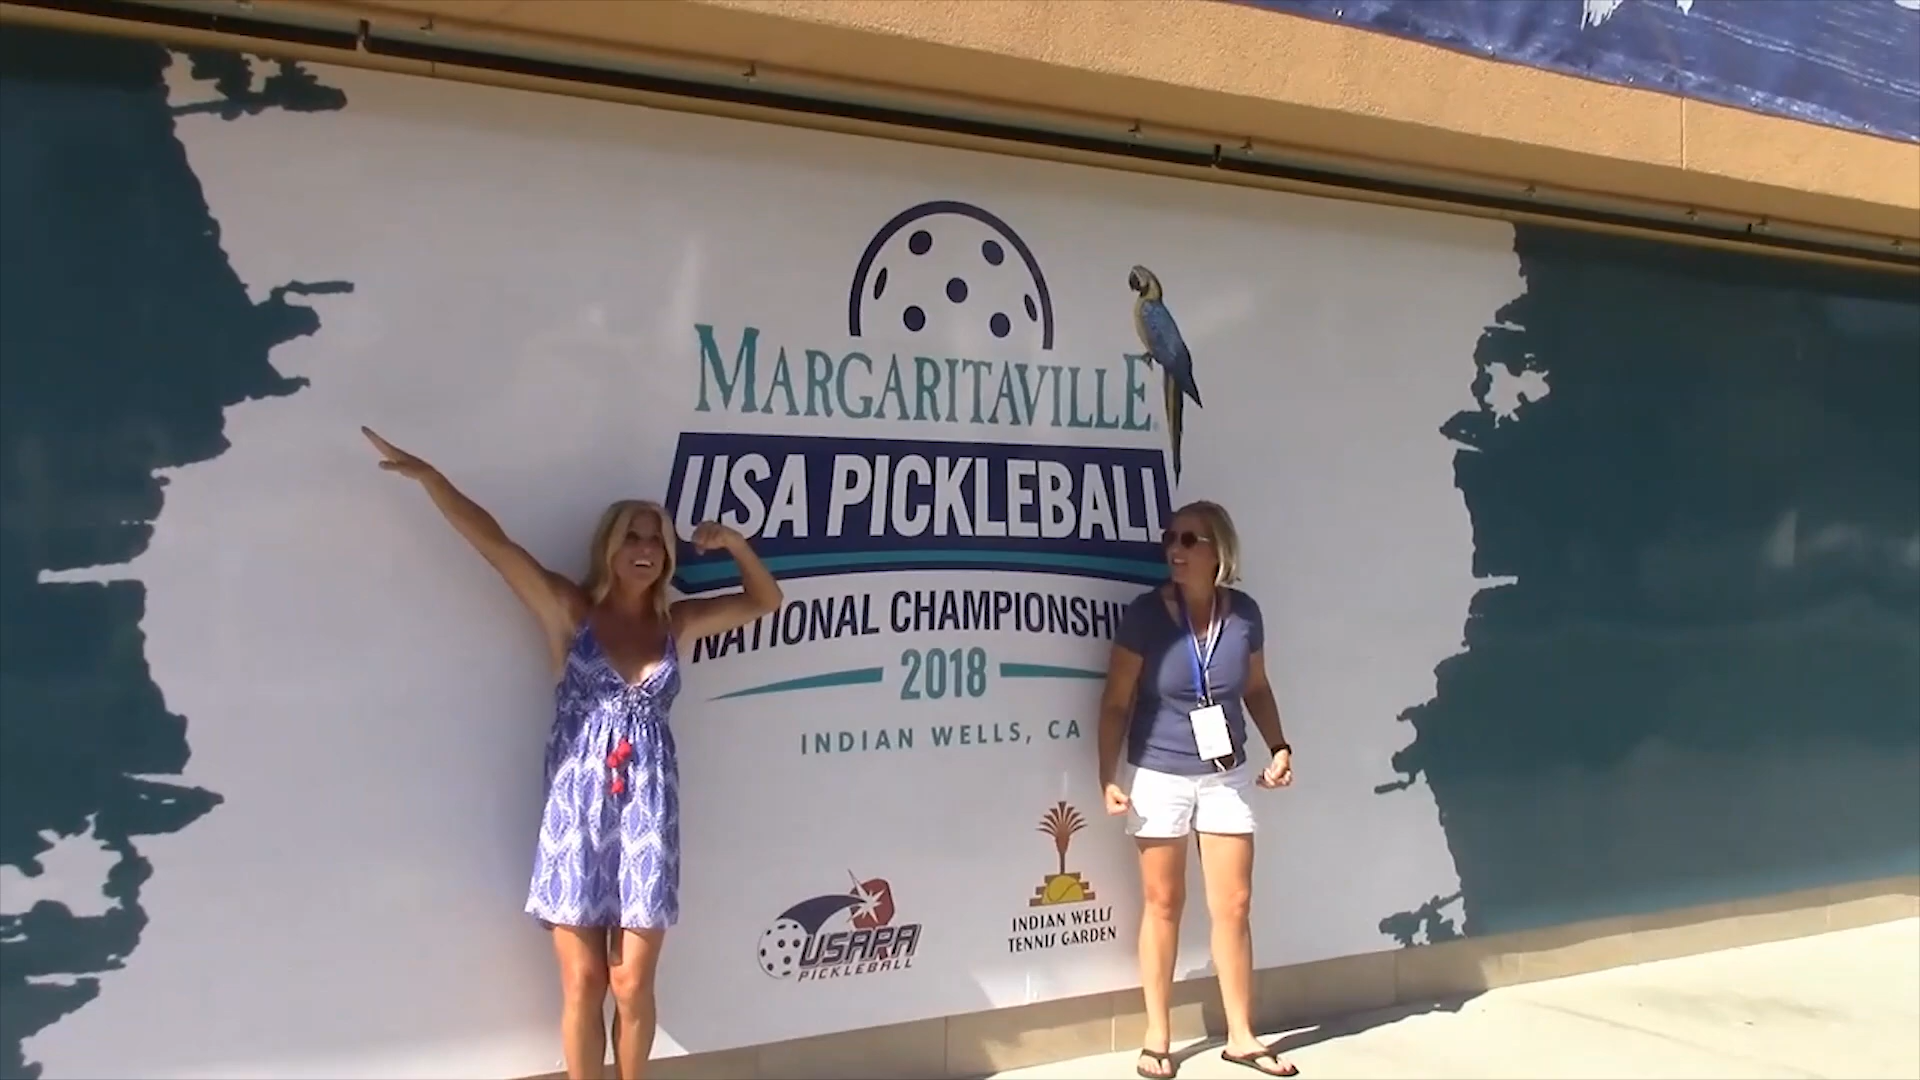 MARGARITAVILLE
USA PICKLEBALL
NATIONAL CHAMPIONSHI
2018
INDIAN WELLS, CA
USAPA
PICKLEBALL
INDIAN WELLS
TENNIS GARDEN